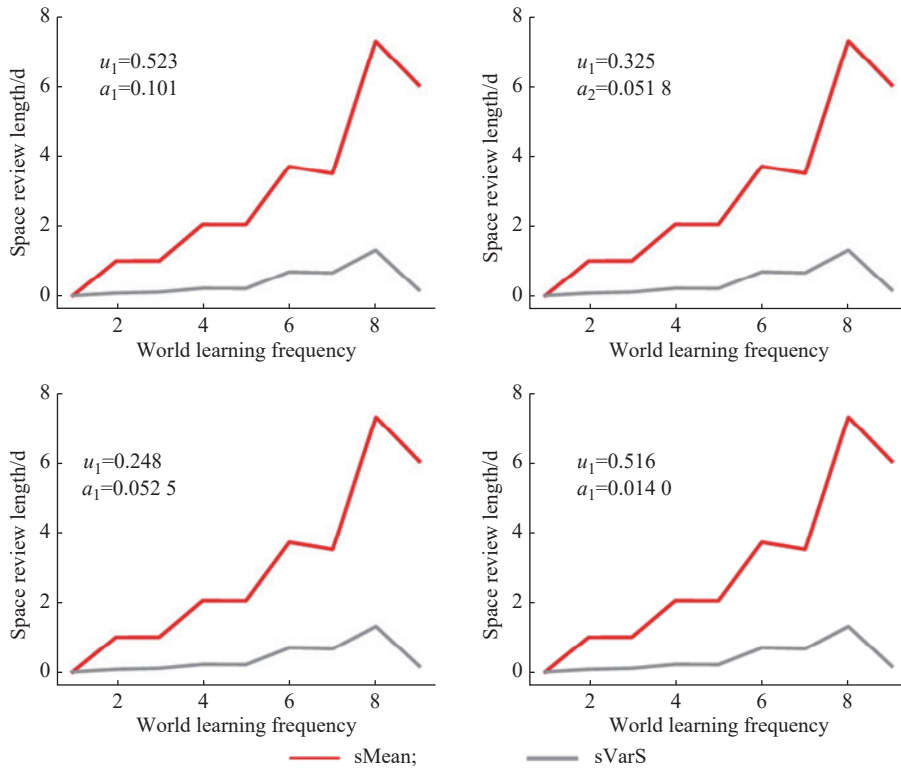 8
6
4
2
0
Space review length/d
u1=0.523
a1=0.101
2 4 6 8
World learning frequency
8
6
4
2
0
Space review length/d
u1=0.325
a2=0.051 8
2 4 6 8
World learning frequency
8
6
4
2
0
Space review length/d
u1=0.248
a1=0.052 5
2 4 6 8
World learning frequency
8
6
4
2
0
Space review length/d
u1=0.516
a1=0.014 0
2 4 6 8
World learning frequency
sMean; sVarS